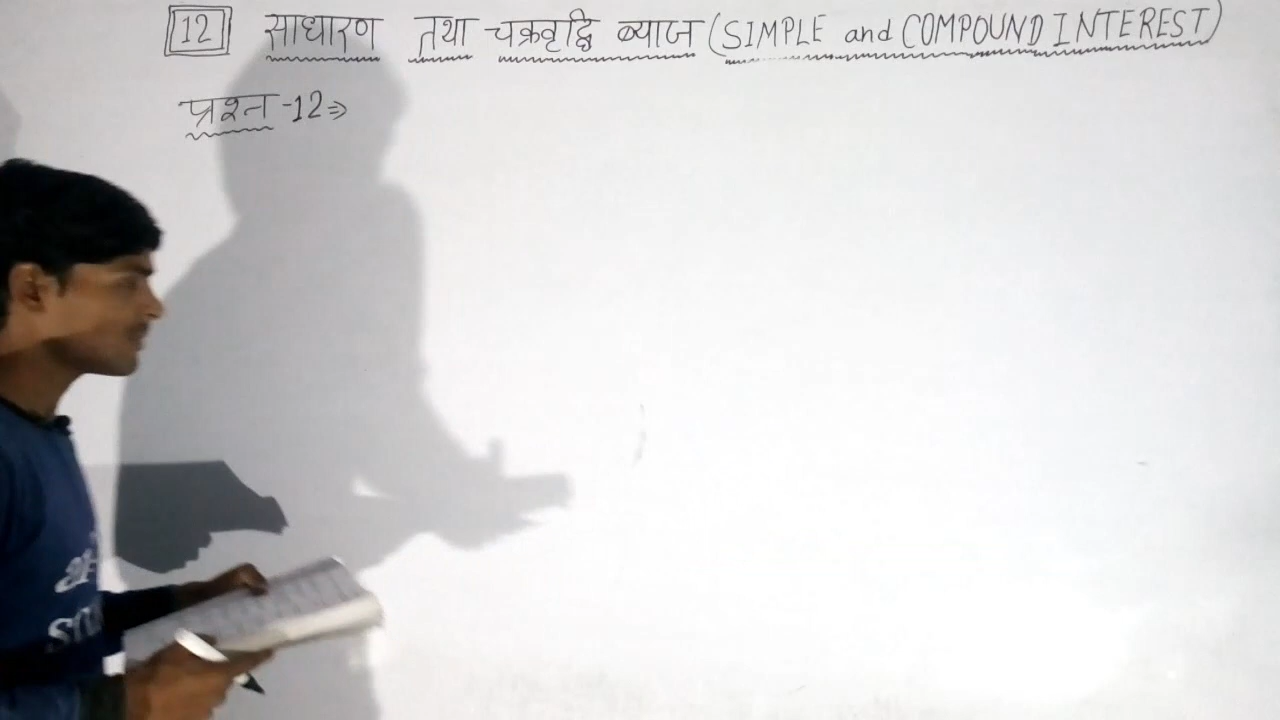 12 साधारण तथा चक्रवृद्धि ब्याज (SIMPLE and COMPOUND INTEREST)
प्रश्न -12⇒